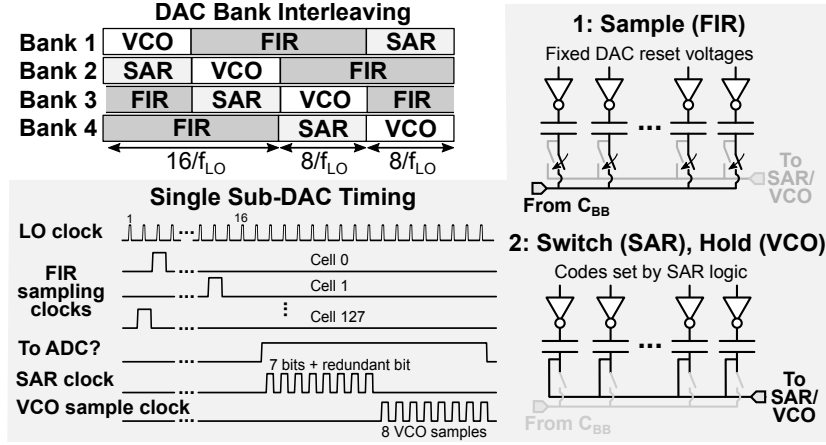 DAC Bank Interleaving
Bank 1 VCO FIR SAR
Bank 2 SAR VCO FIR
Bank 3 FIR SAR VCO FIR
Bank 4 FIR SAR VCO
16/fLO 8/fLO 8/fLO
Single Sub-DAC Timing
LO clock 1 ... 16
FIR
sampling
clocks
... Cell 0
... Cell 1
... Cell 127
To ADC? ...
7 bits + redundant bit
SAR clock ...
VCO sample clock ...
8 VCO samples
1: Sample (FIR)
Fixed DAC reset voltages
...
To
SAR/
VCO
From CBB
2: Switch (SAR), Hold (VCO)
Codes set by SAR logic
...
To
SAR/
VCO
From CBB